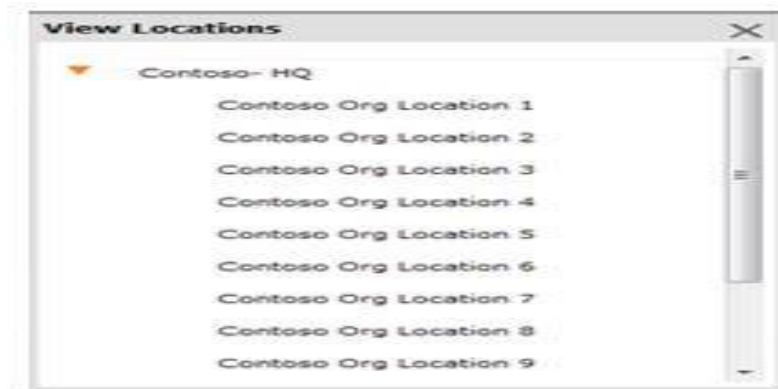 View Locations
Contoso- HQ
Contoso Org Location 1
Contoso Org Location 2
Contoso Org Location 3
Contoso Org Location 4
Contoso Org Location 5
Contoso Org Location 6
Contoso Org Location 7
Contoso Org Location 8
Contoso Org Location 9